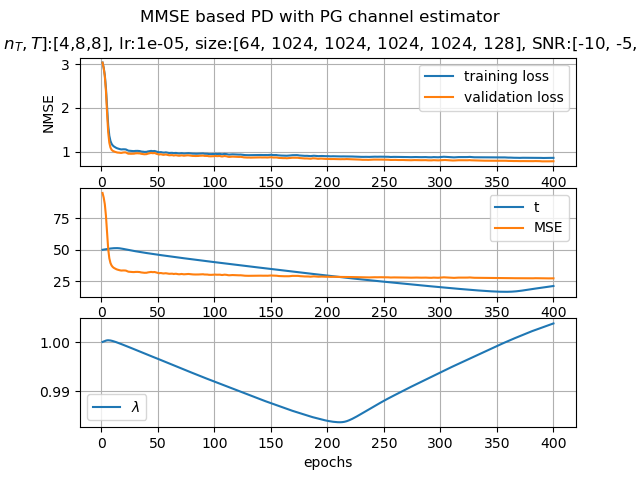 MMSE based PD with PG channel estimator
n_T, T]:[4,8,8], lr:1e-05, size:[64, 1024, 1024, 1024, 1024, 128], SNR:[-10, -5,
3
2
1
NMSE
training loss
validation loss
0 50 100 150 200 250 300 350 400
75
50
25
t
MSE
0 50 100 150 200 250 300 350 400
1.00
0.99
λ
0 50 100 150 200 250 300 350 400
epochs